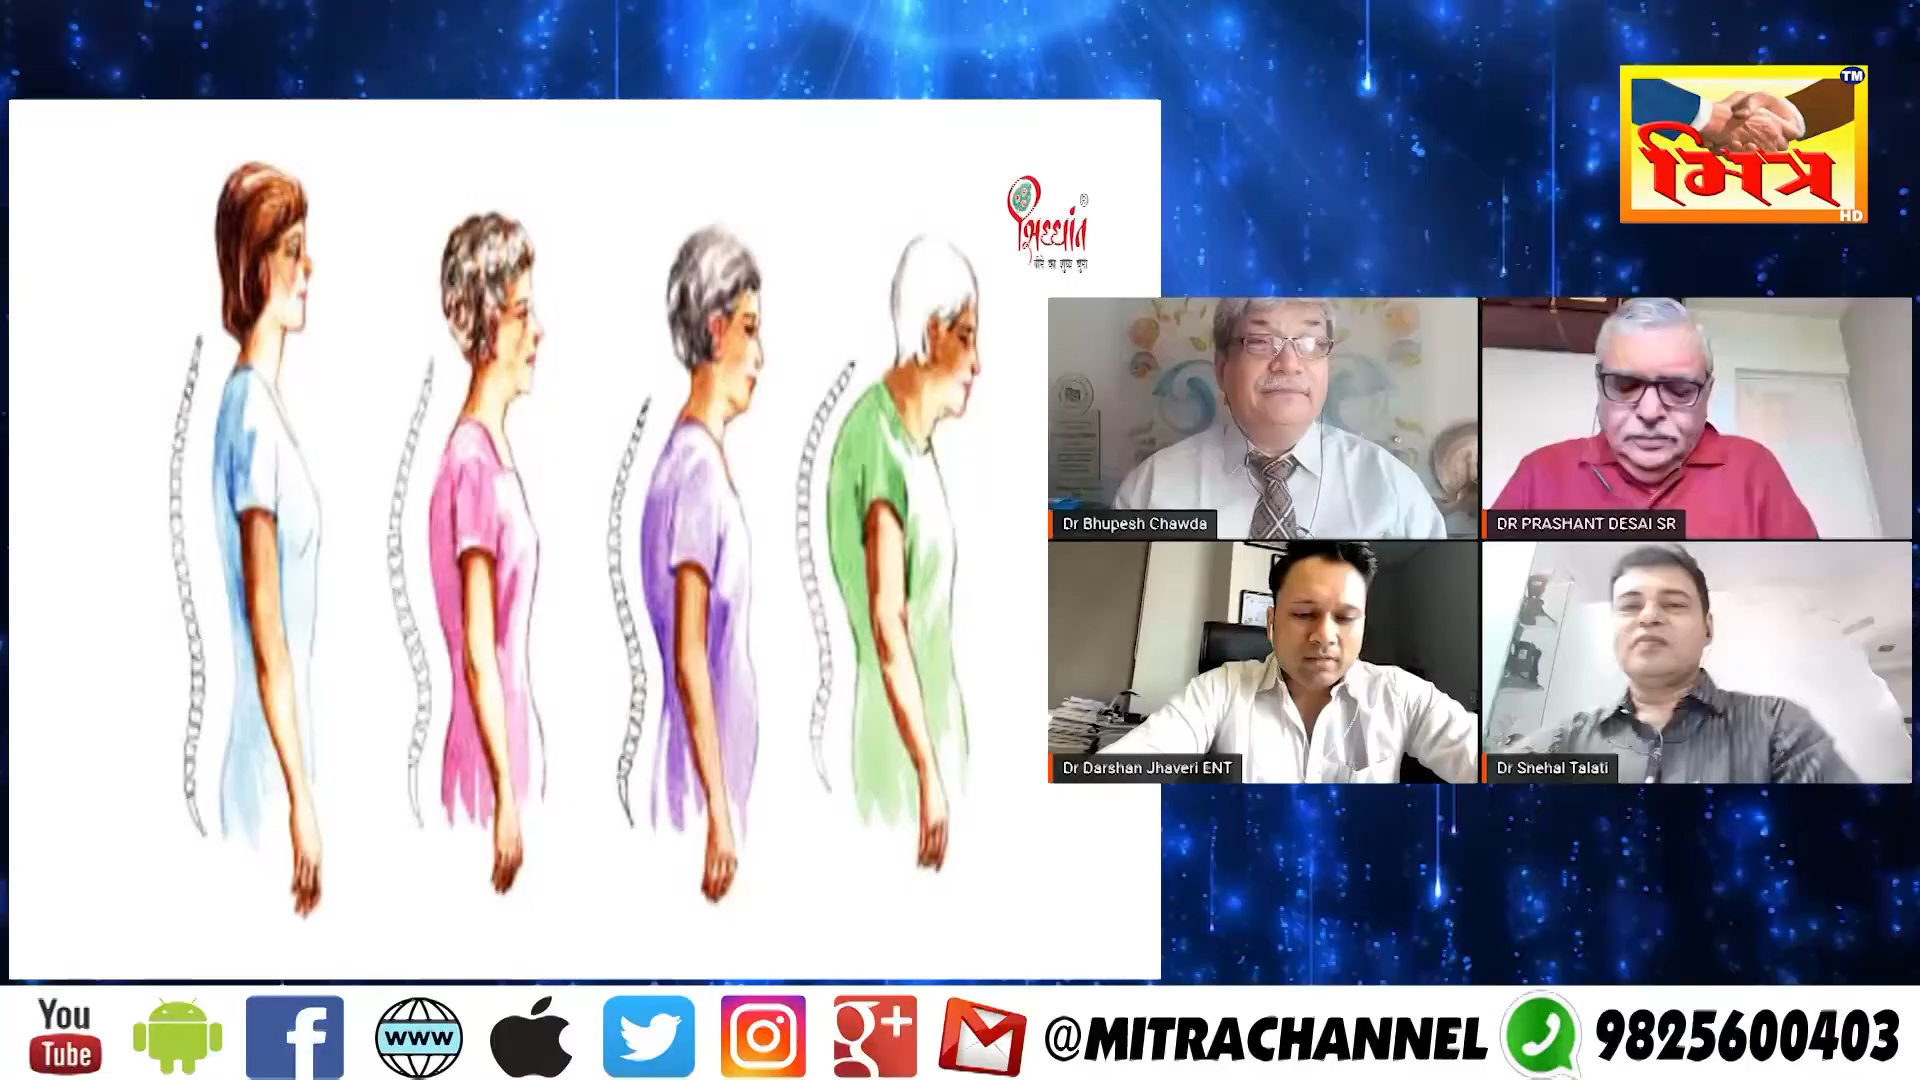 TM
मित्र
HD
®
सिध्धांत
Dr Bhupesh Chawda
DR PRASHANT DESAI SR
Dr Darshan Jhaveri ENT
Dr Snehal Talati
You
Tube
f
www
g+
@MITRACHANNEL
9825600403